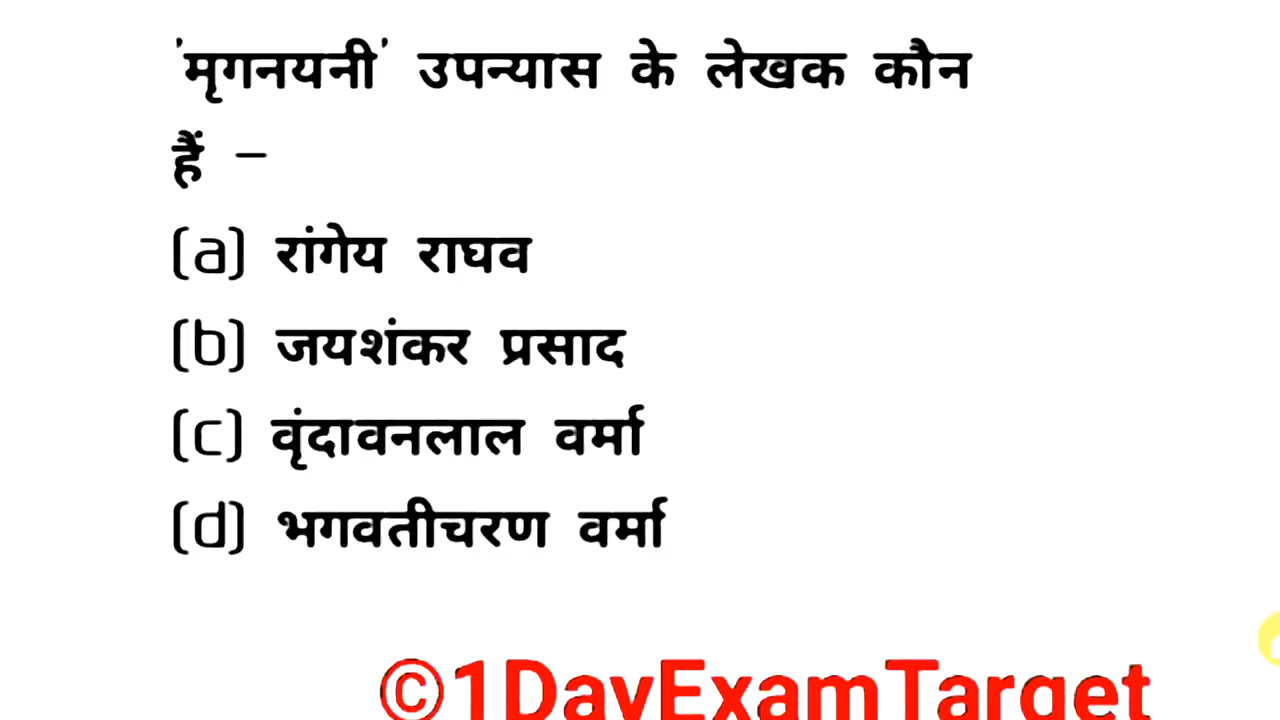 'मृगनयनी' उपन्यास के लेखक कौन
हैं –
(a) रांगेय राघव
(b) जयशंकर प्रसाद
(c) वृंदावनलाल वर्मा
(d) भगवतीचरण वर्मा
©1DayExamTarget